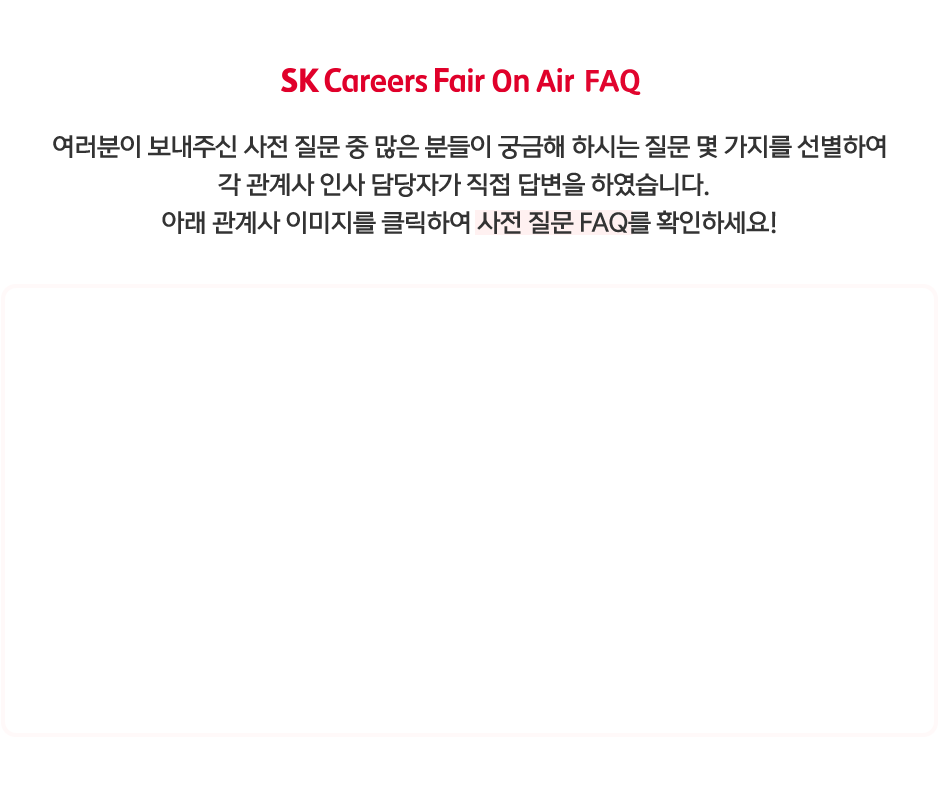 SK Careers Fair On Air FAQ
여러분이 보내주신 사전 질문 중 많은 분들이 궁금해 하시는 질문 몇 가지를 선별하여
각 관계사 인사 담당자가 직접 답변을 하였습니다.
아래 관계사 이미지를 클릭하여 사전 질문 FAQ를 확인하세요!